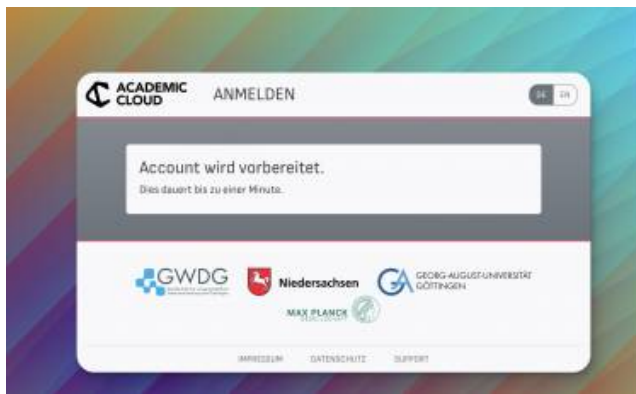 ACADEMIC
CLOUD
ANMELDEN
DE EN
Account wird vorbereitet.
Dies dauert bis zu einer Minute.
GWDG
Niedersachsen
GEORG-AUGUST-UNIVERSITÄT
GÖTTINGEN
MAX PLANCK
GESELLSCHAFT
IMPRESSUM DATENSCHUTZ SUPPORT